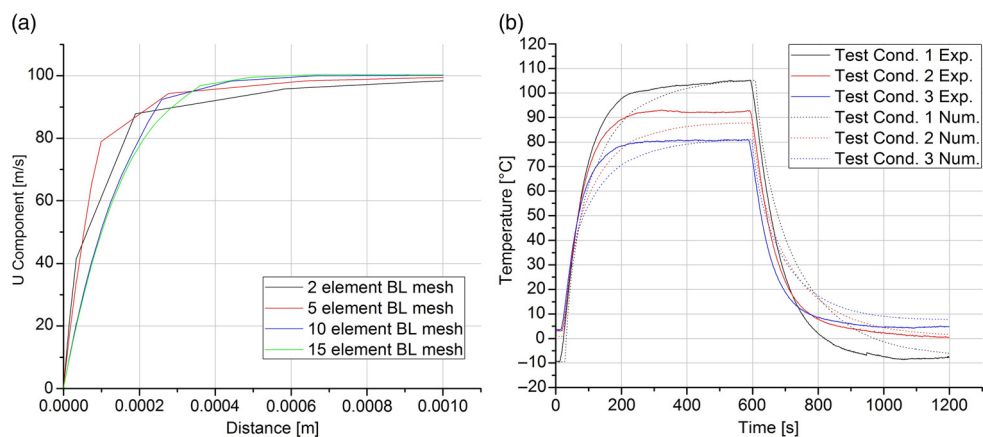 (a)
U Component [m/s]
100
80
60
40
20
0
0.0000
0.0002
0.0004
0.0006
0.0008
0.0010
Distance [m]
2 element BL mesh
5 element BL mesh
10 element BL mesh
15 element BL mesh
(b)
Temperature [°C]
120
110
100
90
80
70
60
50
40
30
20
10
0
–10
–20
0
200
400
600
800
1000
1200
Time [s]
Test Cond. 1 Exp.
Test Cond. 2 Exp.
Test Cond. 3 Exp.
Test Cond. 1 Num.
Test Cond. 2 Num.
Test Cond. 3 Num.